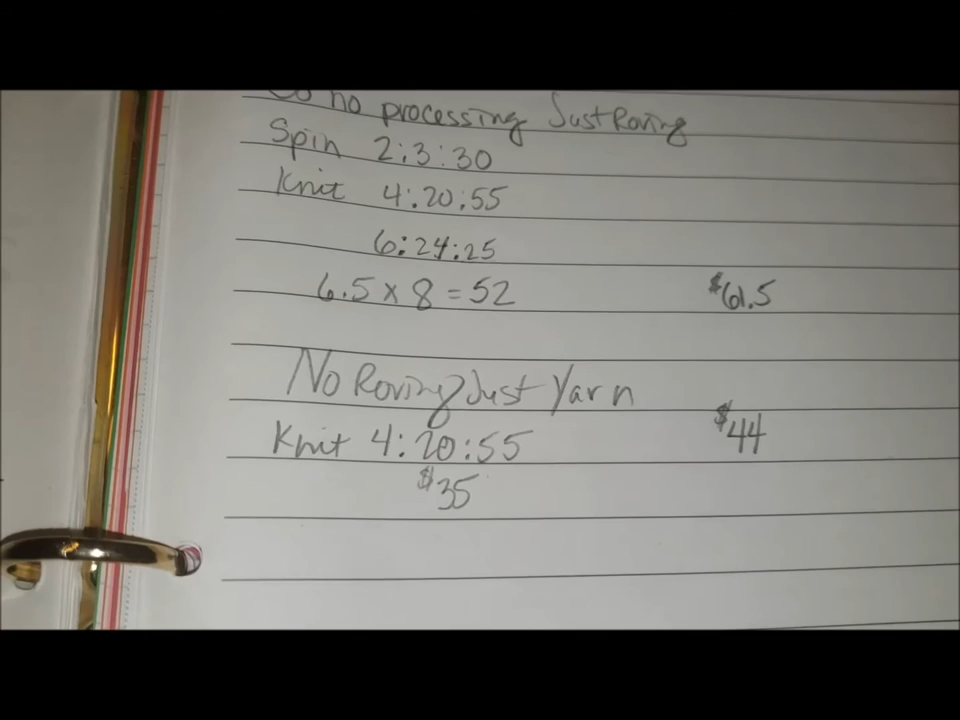 no processing Just Roving
Spin 2:3:30
Knit 4:20:55
6:24:25
6.5 x 8 = 52 $61.5
No Roving Just Yarn
Knit 4:20:55 $44
$35